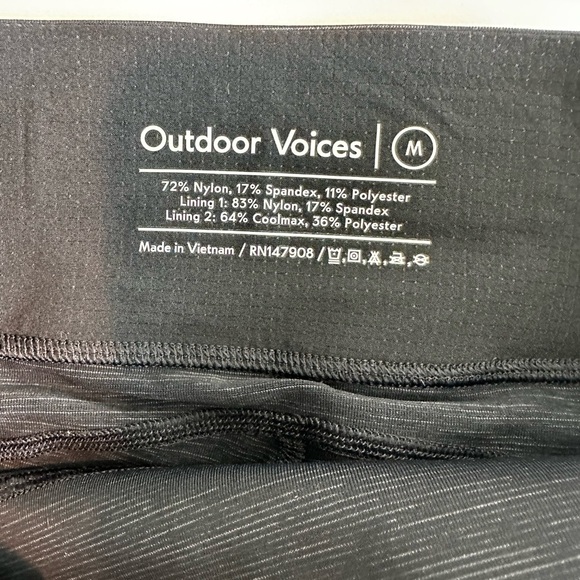 Outdoor Voices | M
72% Nylon, 17% Spandex, 11% Polyester
Lining 1: 83% Nylon, 17% Spandex
Lining 2: 64% Coolmax, 36% Polyester
Made in Vietnam / RN147908 /